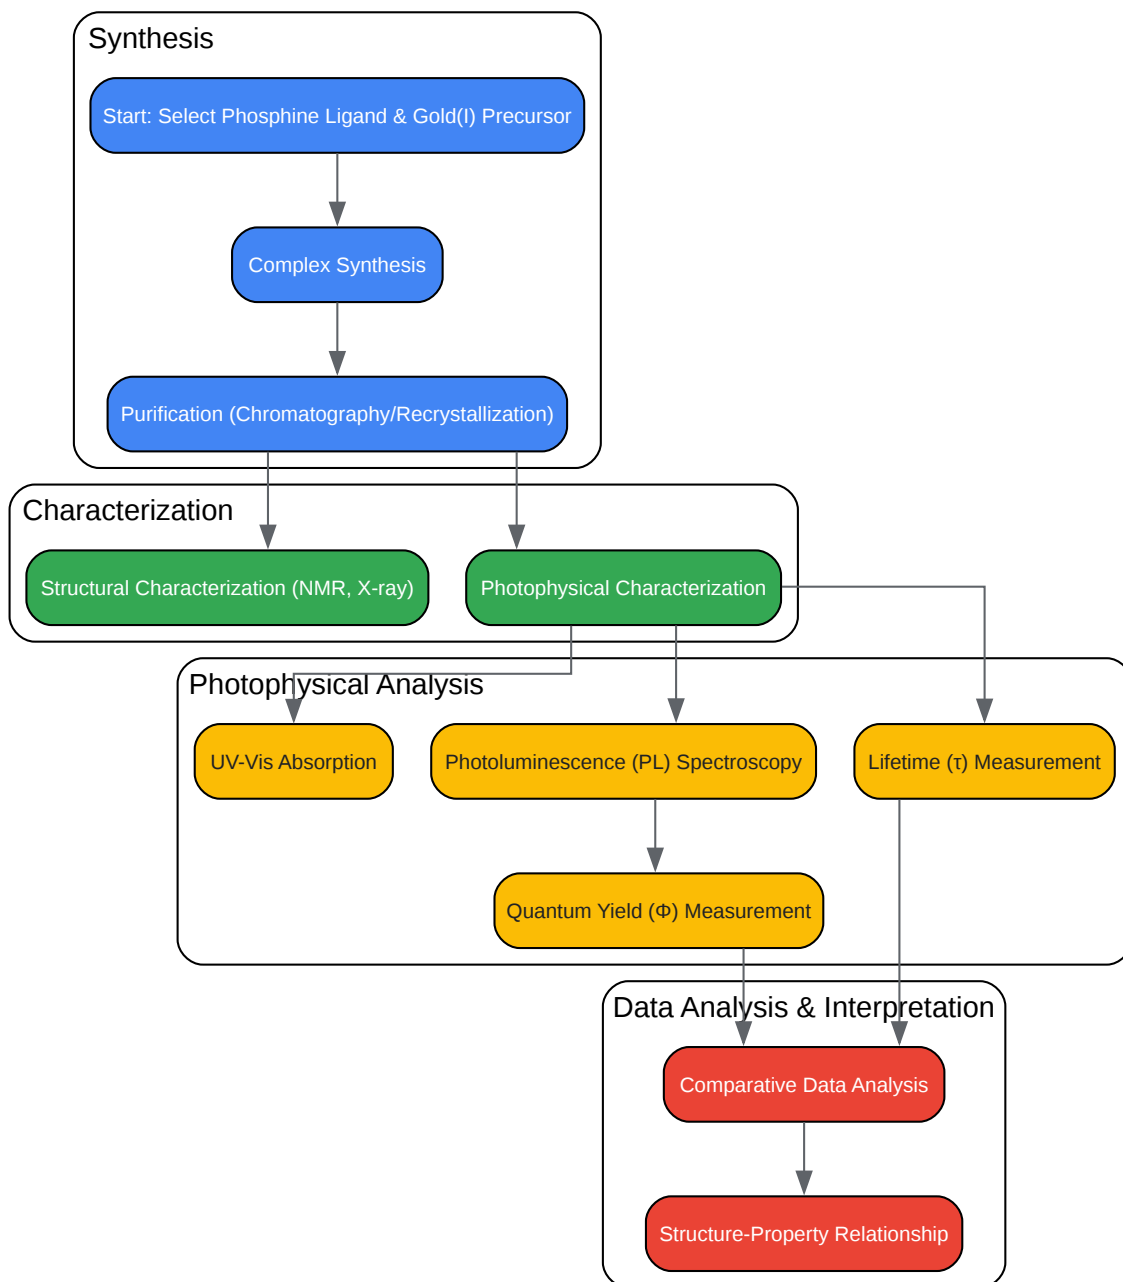 Synthesis
Start: Select Phosphine Ligand & Gold(I) Precursor
Complex Synthesis
Purification (Chromatography/Recrystallization)
Characterization
Structural Characterization (NMR, X-ray)
Photophysical Characterization
Photophysical Analysis
UV-Vis Absorption
Photoluminescence (PL) Spectroscopy
Lifetime (τ) Measurement
Quantum Yield (Φ) Measurement
Data Analysis & Interpretation
Comparative Data Analysis
Structure-Property Relationship